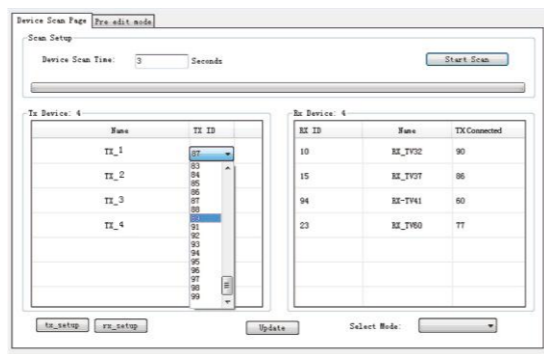 Device Scan Page Pre edit mode
Scan Setup
Device Scan Time: 3 Seconds Start Scan
Tx Device: 4
Name TX ID
TX_1 87
TX_2
TX_3
TX_4
83
84
85
86
87
88
91
92
93
94
95
96
97
98
99
Rx Device: 4
RX ID Name TX Connected
10 RX_TV32 90
15 RX_TV37 86
94 RX-TV41 60
23 RX_TV60 77
tx_setup rx_setup Update Select Mode: